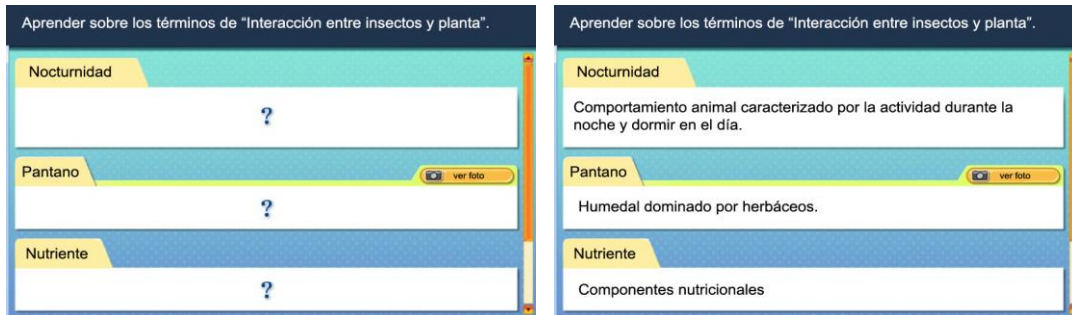 Aprender sobre los términos de “Interacción entre insectos y planta”.
Nocturnidad
?
Pantano
ver foto
?
Nutriente
?
Aprender sobre los términos de “Interacción entre insectos y planta”.
Nocturnidad
Comportamiento animal caracterizado por la actividad durante la
noche y dormir en el día.
Pantano
ver foto
Humedal dominado por herbáceos.
Nutriente
Componentes nutricionales